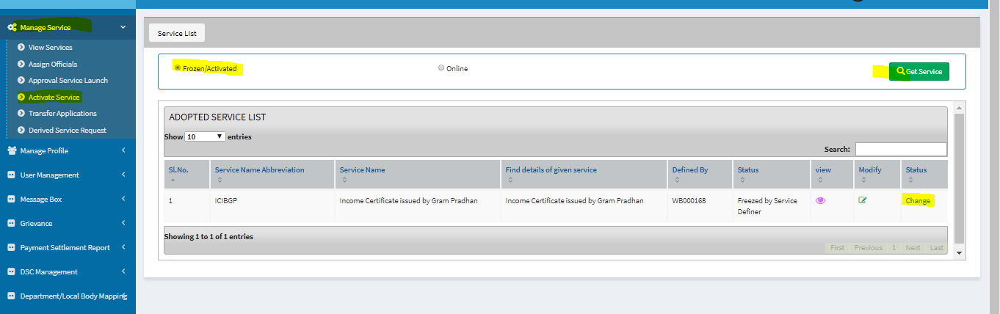 Manage Service
View Services
Assign Officials
Approval Service Launch
Activate Service
Transfer Applications
Derived Service Request
Manage Profile
User Management
Message Box
Grievance
Payment Settlement Report
DSC Management
Department/Local Body Mapping
Service List
Frozen/Activated Online Get Service
ADOPTED SERVICE LIST
Show 10 entries
Search:
Sl.No. Service Name Abbreviation Service Name Find details of given service Defined By Status view Modify Status
1 ICIBGP Income Certificate issued by Gram Pradhan Income Certificate issued by Gram Pradhan WB000168 Freezed by Service Change
Definer
Showing 1 to 1 of 1 entries
First Previous 1 Next Last